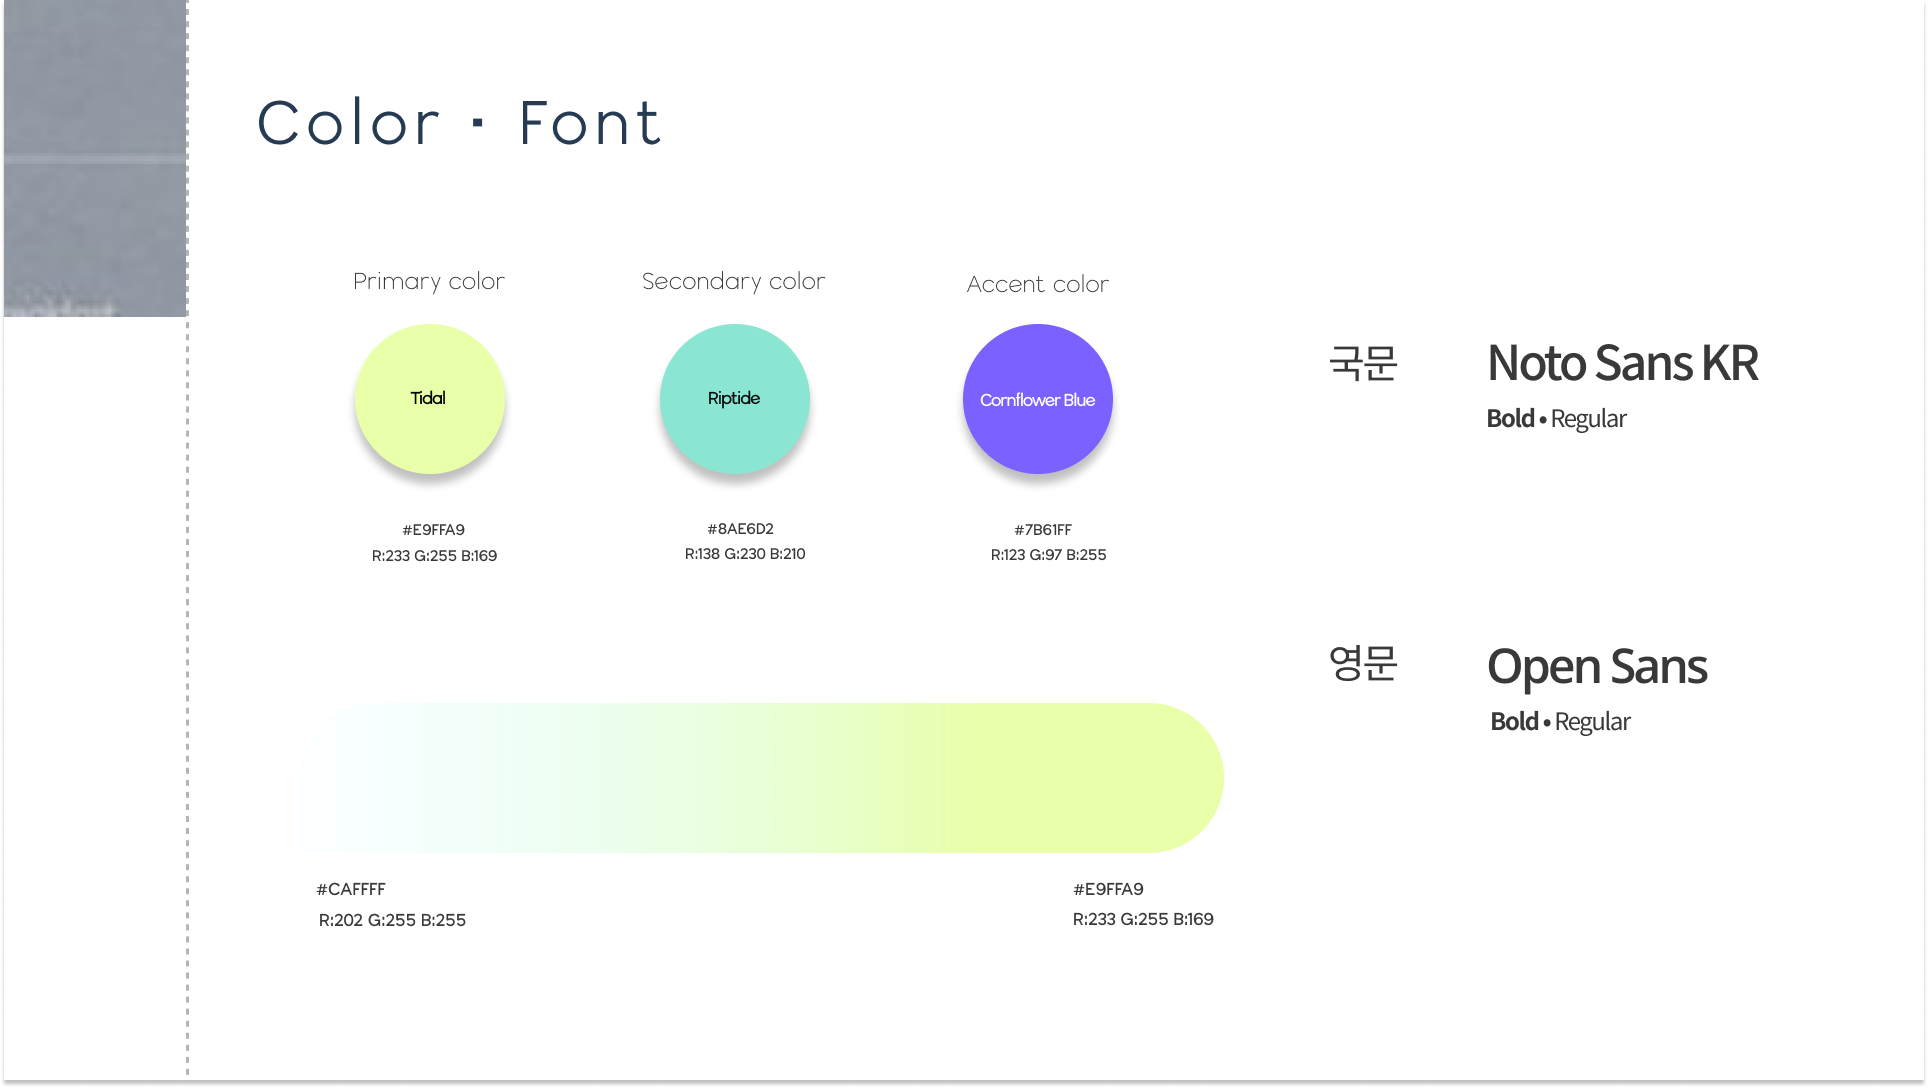 Color · Font
Primary color
Secondary color
Accent color
Tidal
Riptide
Cornflower Blue
#E9FFA9
R:233 G:255 B:169
#8AE6D2
R:138 G:230 B:210
#7B61FF
R:123 G:97 B:255
국문
Noto Sans KR
Bold • Regular
영문
Open Sans
Bold • Regular
#CAFFFF
R:202 G:255 B:255
#E9FFA9
R:233 G:255 B:169